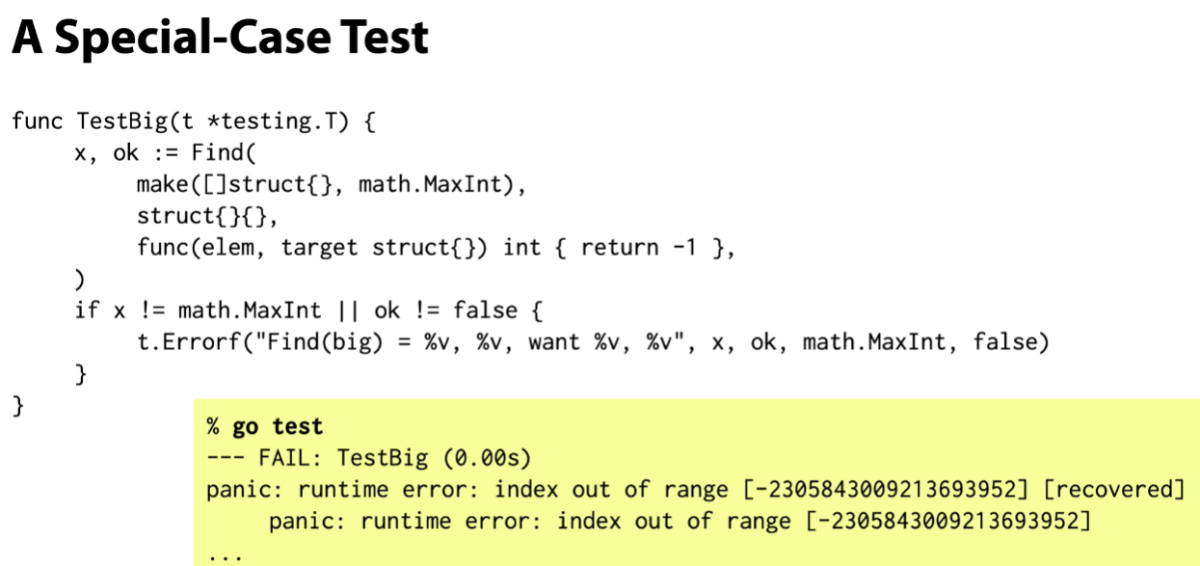 A Special-Case Test
func TestBig(t *testing.T) {
x, ok := Find(
make([]struct{}, math.MaxInt),
struct{}{},
func(elem, target struct{}) int { return -1 },
)
if x != math.MaxInt || ok != false {
t.Errorf("Find(big) = %v, %v, want %v, %v", x, ok, math.MaxInt, false)
}
}
% go test
--- FAIL: TestBig (0.00s)
panic: runtime error: index out of range [-2305843009213693952] [recovered]
panic: runtime error: index out of range [-2305843009213693952]
...